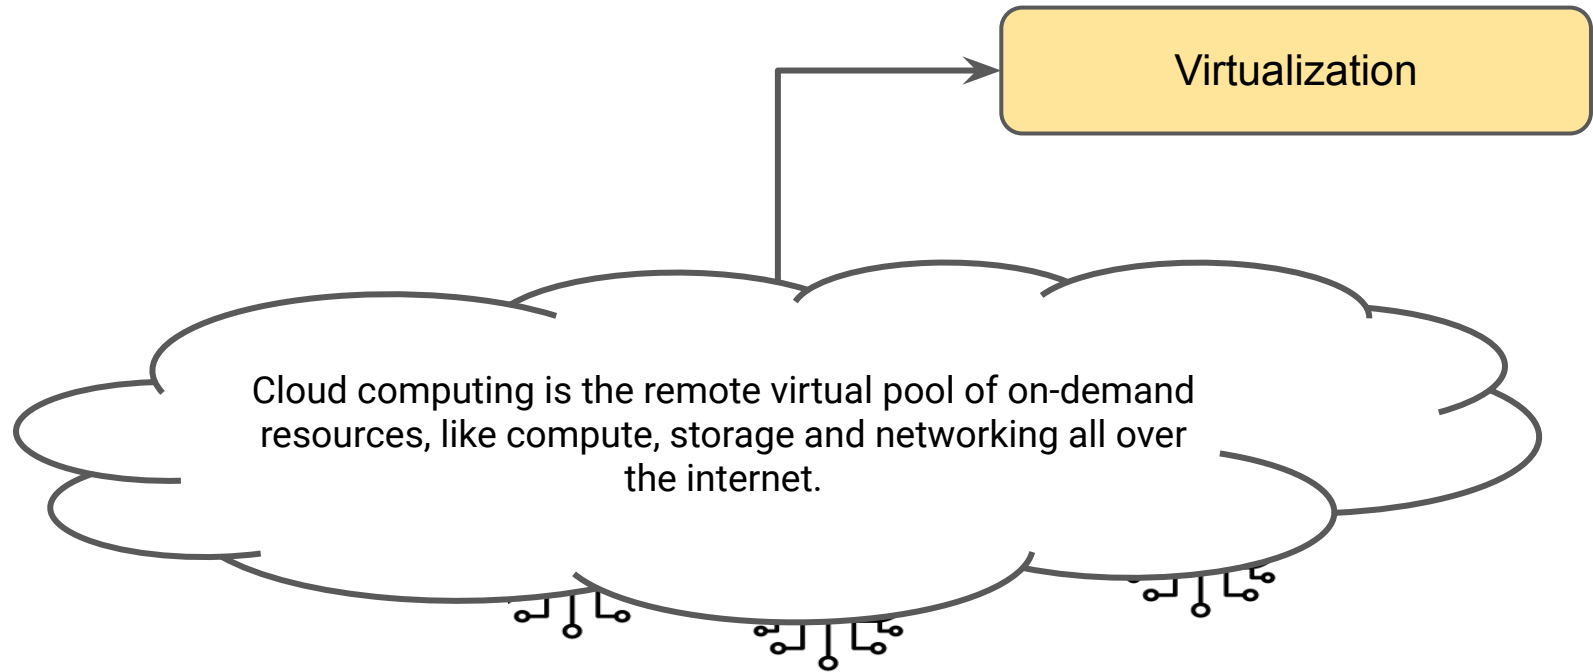 Virtualization
Cloud computing is the remote virtual pool of on-demand
resources, like compute, storage and networking all over
the internet.